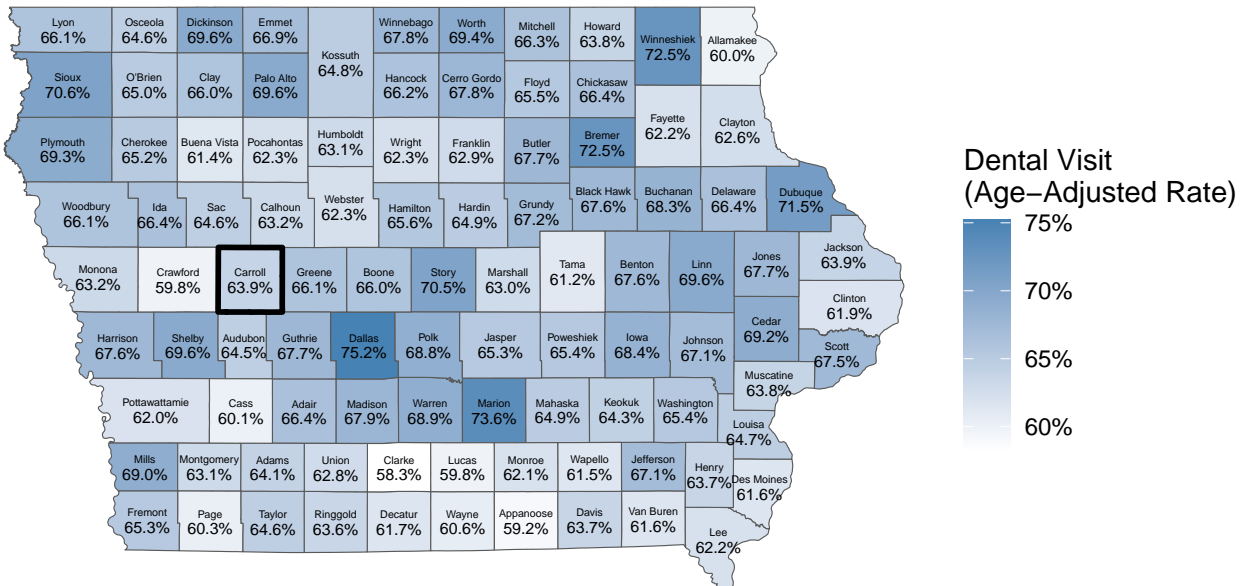 Lyon
66.1%
Osceola
64.6%
Dickinson
69.6%
Emmet
66.9%
Kossuth
64.8%
Winnebago
67.8%
Worth
69.4%
Mitchell
66.3%
Howard
63.8%
Winneshiek
72.5%
Allamakee
60.0%
Sioux
70.6%
O'Brien
65.0%
Clay
66.0%
Palo Alto
69.6%
Hancock
66.2%
Cerro Gordo
67.8%
Floyd
65.5%
Chickasaw
66.4%
Fayette
62.2%
Clayton
62.6%
Plymouth
69.3%
Cherokee
65.2%
Buena Vista
61.4%
Pocahontas
62.3%
Humboldt
63.1%
Wright
62.3%
Franklin
62.9%
Butler
67.7%
Bremer
72.5%
Woodbury
66.1%
Ida
66.4%
Sac
64.6%
Calhoun
63.2%
Webster
62.3%
Hamilton
65.6%
Hardin
64.9%
Grundy
67.2%
Black Hawk
67.6%
Buchanan
68.3%
Delaware
66.4%
Dubuque
71.5%
Monona
63.2%
Crawford
59.8%
Carroll
63.9%
Greene
66.1%
Boone
66.0%
Story
70.5%
Marshall
63.0%
Tama
61.2%
Benton
67.6%
Linn
69.6%
Jones
67.7%
Jackson
63.9%
Clinton
61.9%
Harrison
67.6%
Shelby
69.6%
Audubon
64.5%
Guthrie
67.7%
Dallas
75.2%
Polk
68.8%
Jasper
65.3%
Poweshiek
65.4%
Iowa
68.4%
Johnson
67.1%
Cedar
69.2%
Scott
67.5%
Muscatine
63.8%
Pottawattamie
62.0%
Cass
60.1%
Adair
66.4%
Madison
67.9%
Warren
68.9%
Marion
73.6%
Mahaska
64.9%
Keokuk
64.3%
Washington
65.4%
Louisa
64.7%
Mills
69.0%
Montgomery
63.1%
Adams
64.1%
Union
62.8%
Clarke
58.3%
Lucas
59.8%
Monroe
62.1%
Wapello
61.5%
Jefferson
67.1%
Henry
63.7%
Des Moines
61.6%
Fremont
65.3%
Page
60.3%
Taylor
64.6%
Ringgold
63.6%
Decatur
61.7%
Wayne
60.6%
Appanoose
59.2%
Davis
63.7%
Van Buren
61.6%
Lee
62.2%
Dental Visit
(Age−Adjusted Rate)
75%
70%
65%
60%